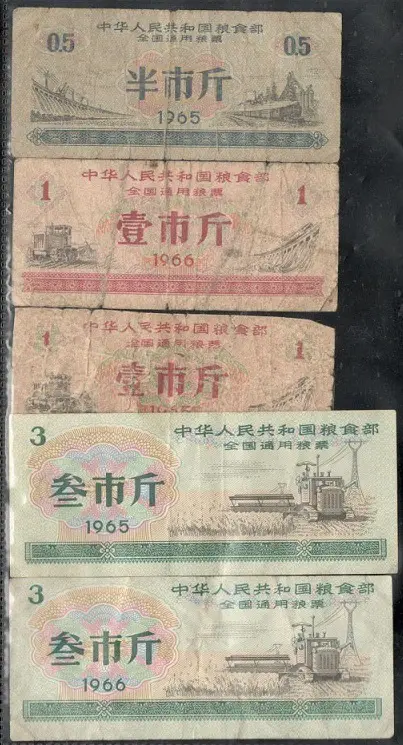 中华人民共和国粮食部
全国通用粮票
0.5 0.5
半市斤
1965
中华人民共和国粮食部
全国通用粮票
1 1
壹市斤
1966
中华人民共和国粮食部
全国通用粮票
1 1
壹市斤
3
中华人民共和国粮食部
全国通用粮票
叁市斤
1965
3
中华人民共和国粮食部
全国通用粮票
叁市斤
1966